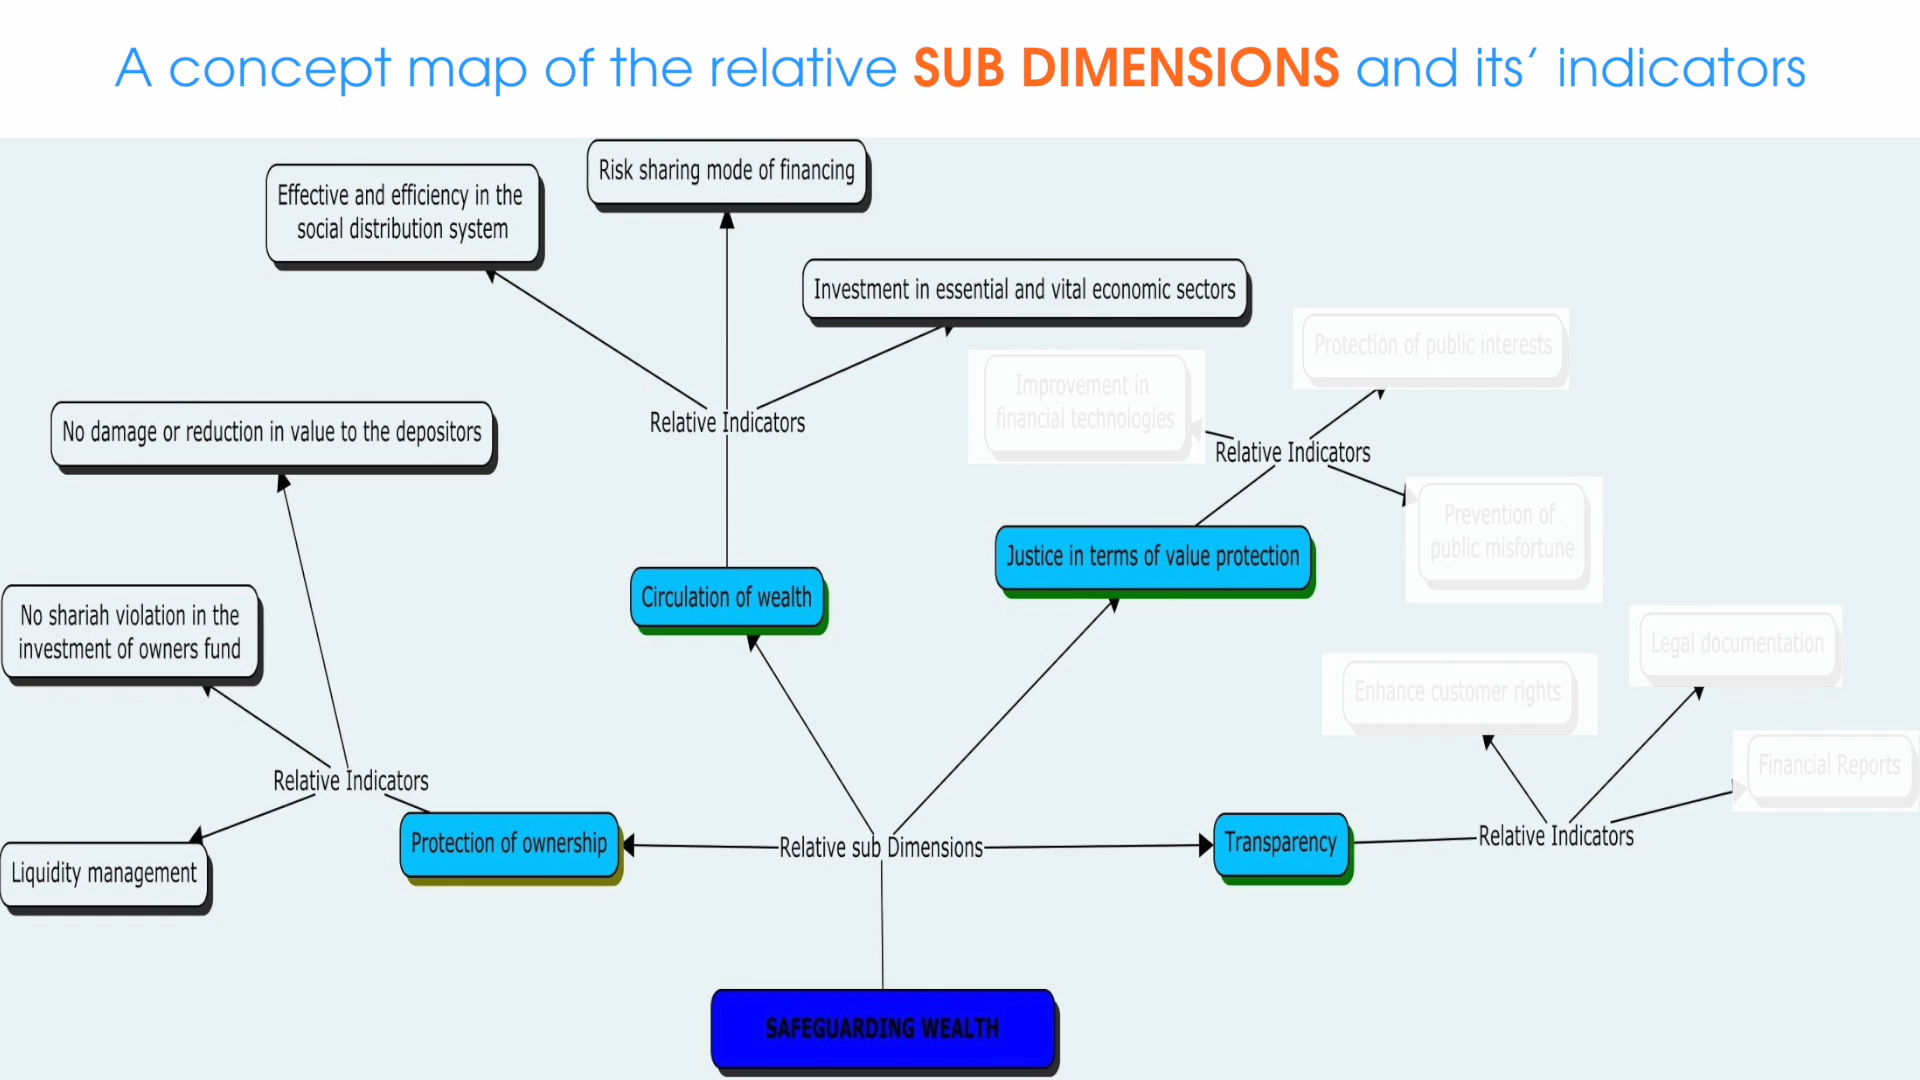 A concept map of the relative SUB DIMENSIONS and its’ indicators
Risk sharing mode of financing
Effective and efficiency in the
social distribution system
Investment in essential and vital economic sectors
Protection of public interests
Improvement in
financial technologies
Relative Indicators
No damage or reduction in value to the depositors
Relative Indicators
Prevention of
public misfortune
Justice in terms of value protection
Circulation of wealth
No shariah violation in the
investment of owners fund
Legal documentation
Enhance customer rights
Financial Reports
Relative Indicators
Protection of ownership
Relative sub Dimensions
Transparency
Relative Indicators
Liquidity management
SAFEGUARDING WEALTH